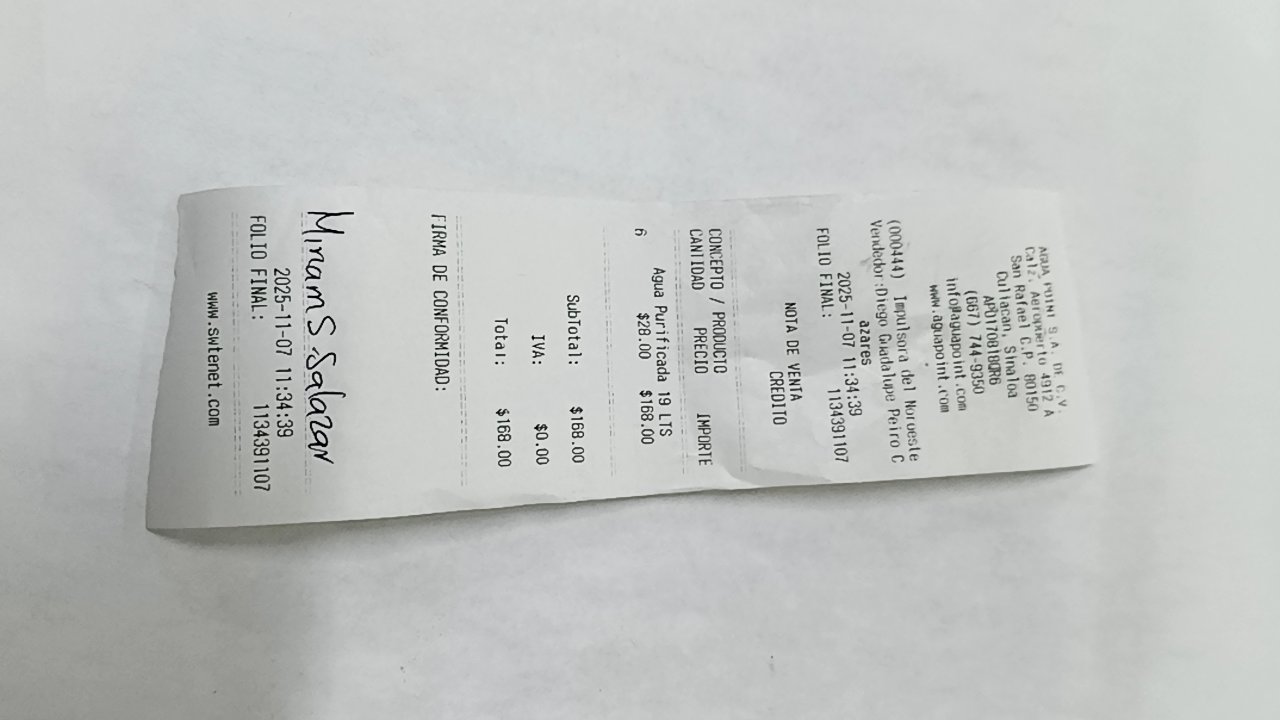 AGUA POINT S.A. DE C.V.
Calz. Aeropuerto 4912 A
San Rafael C.P. 80150
Culiacan, Sinaloa
APO170818QR6
(667) 744-9350
info@aguapoint.com
www.aguapoint.com
(000444) Impulsora del Noroeste
Vendedor:Diego Guadalupe Peiro C
azares
2025-11-07 11:34:39
FOLIO FINAL: 1134391107
NOTA DE VENTA
CREDITO
CONCEPTO / PRODUCTO
CANTIDAD PRECIO IMPORTE
Agua Purificada 19 LTS
6 $28.00 $168.00
SubTotal: $168.00
IVA: $0.00
Total: $168.00
FIRMA DE CONFORMIDAD:
Miriam S. Salazar
2025-11-07 11:34:39
FOLIO FINAL: 1134391107
www.swtenet.com